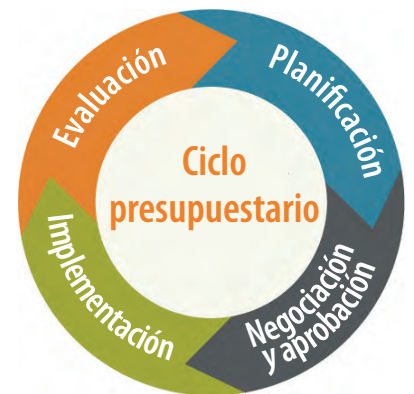 Ciclo
presupuestario
Planificación
Negociación
y aprobación
Implementación
Evaluación